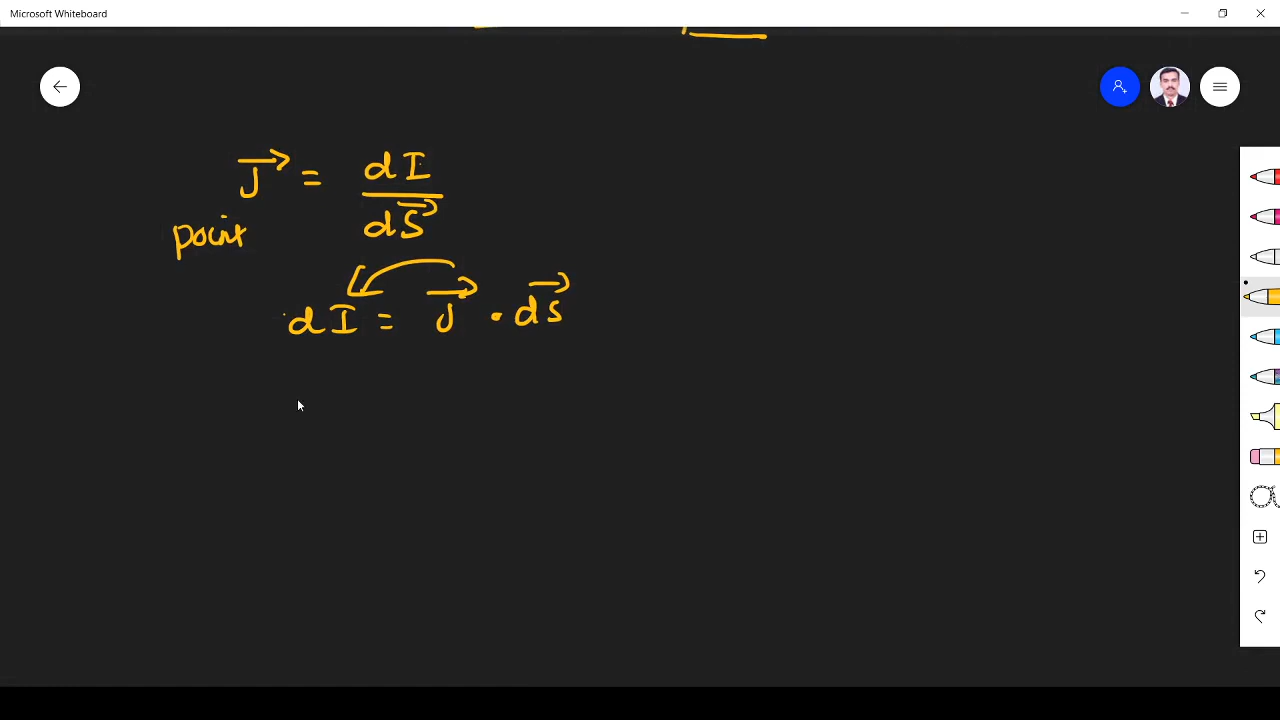 Microsoft Whiteboard
J⃗ = dI / dS⃗
point
dI = J⃗ · dS⃗